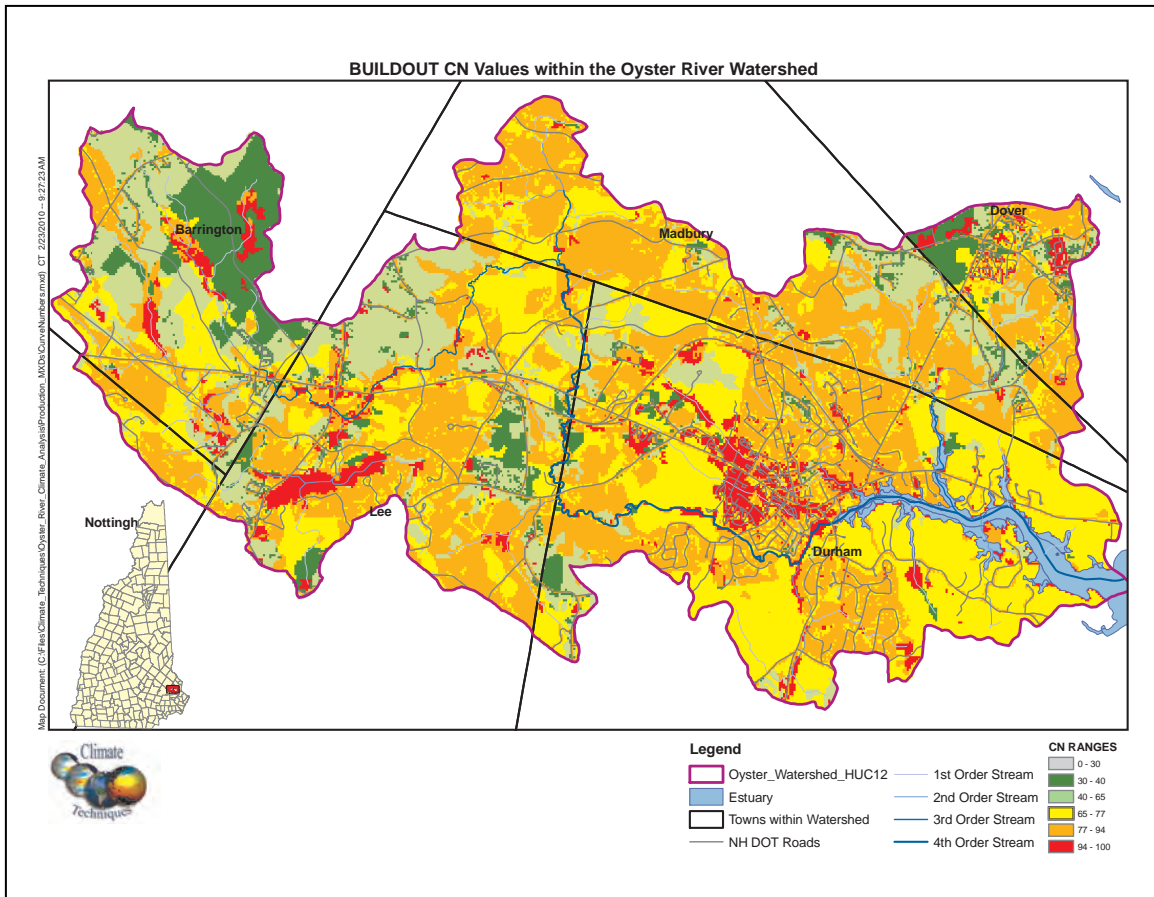 BUILDOUT CN Values within the Oyster River Watershed
Map Document: (C:\Files\Climate_Techniques\Oyster_River_Climate_Analysis\Production_MXDs\CurveNumbers.mxd) CT 2/23/2010 -- 9:27:23 AM
Barrington
Dover
Madbury
Lee
Nottingh
Durham
Climate
Techniques
Legend
Oyster_Watershed_HUC12
Estuary
Towns within Watershed
NH DOT Roads
1st Order Stream
2nd Order Stream
3rd Order Stream
4th Order Stream
CN RANGES
0 - 30
30 - 40
40 - 65
65 - 77
77 - 94
94 - 100